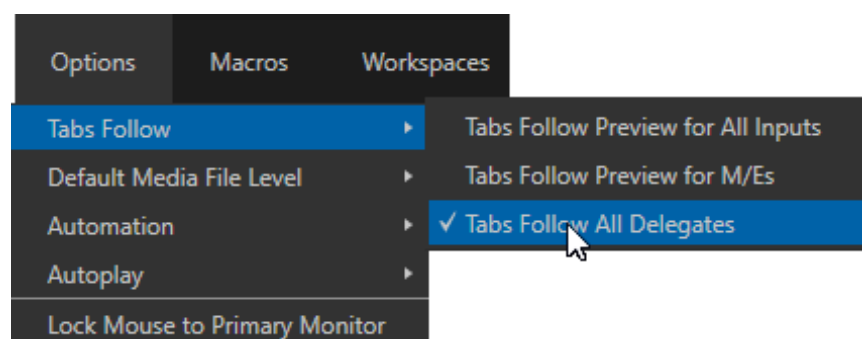 Options Macros Workspaces
Tabs Follow
Tabs Follow Preview for All Inputs
Default Media File Level
Tabs Follow Preview for M/Es
Automation
✓ Tabs Follow All Delegates
Autoplay
Lock Mouse to Primary Monitor